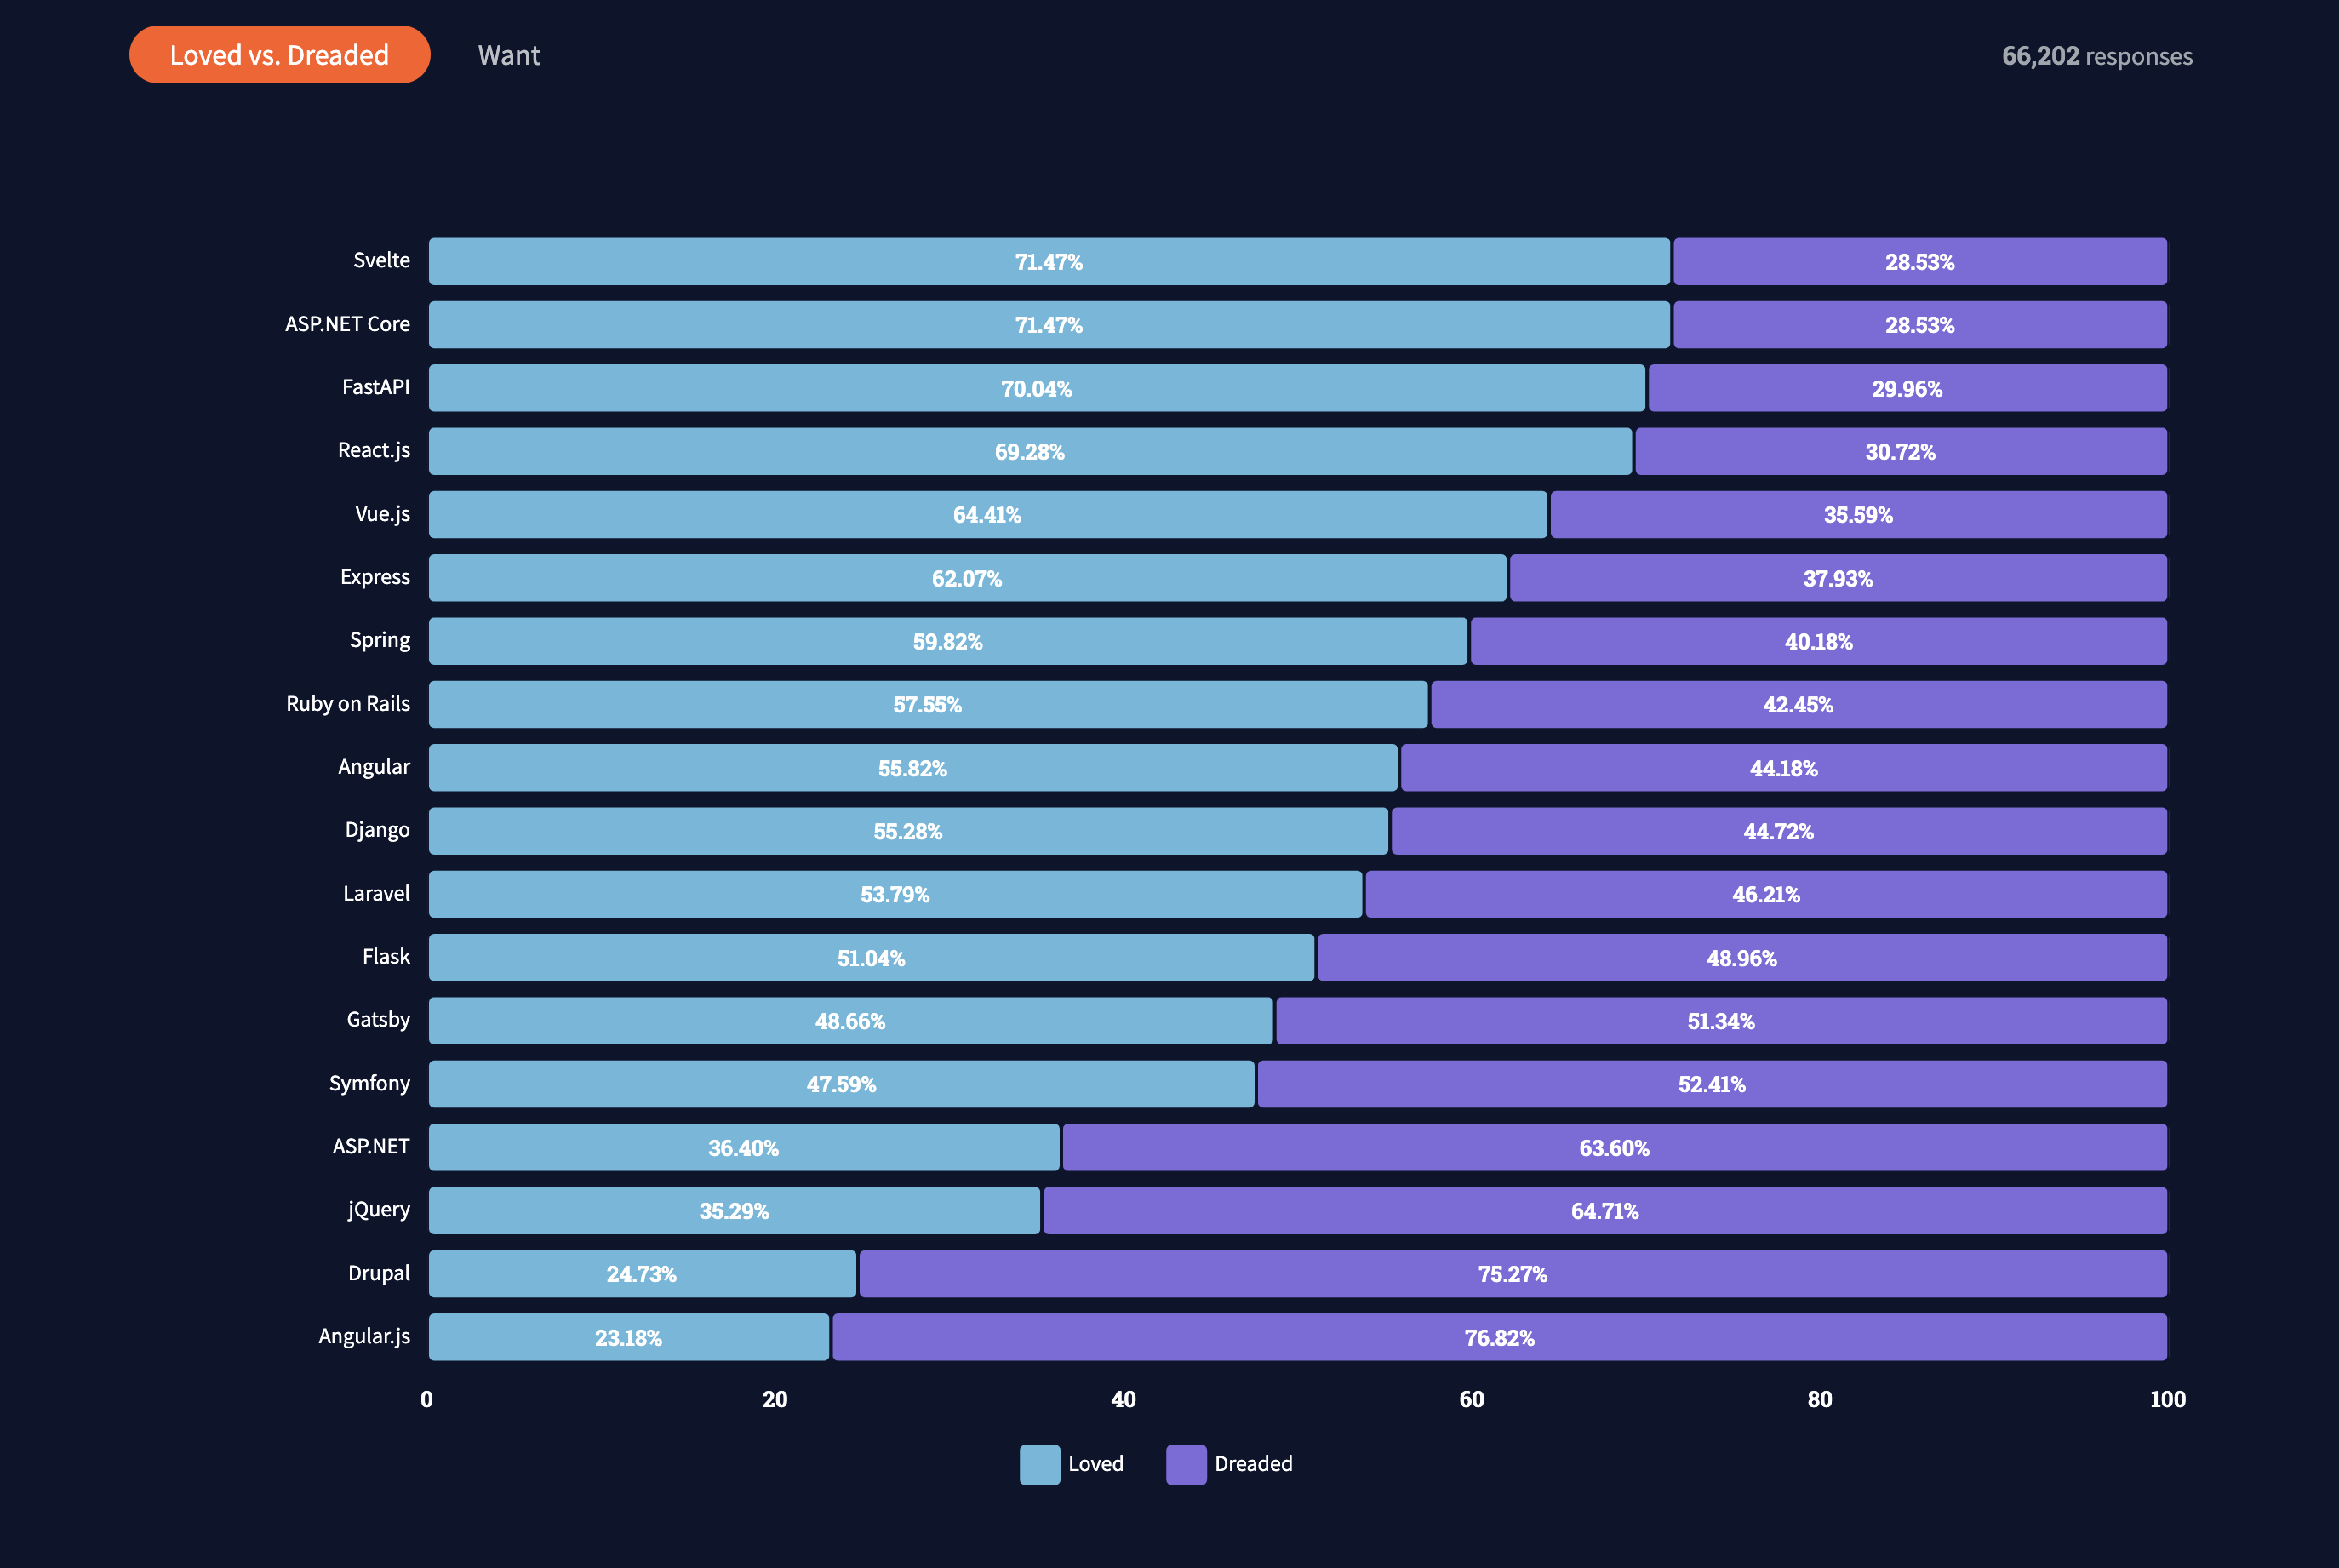 Loved vs. Dreaded Want 66,202 responses
Svelte 71.47% 28.53%
ASP.NET Core 71.47% 28.53%
FastAPI 70.04% 29.96%
React.js 69.28% 30.72%
Vue.js 64.41% 35.59%
Express 62.07% 37.93%
Spring 59.82% 40.18%
Ruby on Rails 57.55% 42.45%
Angular 55.82% 44.18%
Django 55.28% 44.72%
Laravel 53.79% 46.21%
Flask 51.04% 48.96%
Gatsby 48.66% 51.34%
Symfony 47.59% 52.41%
ASP.NET 36.40% 63.60%
jQuery 35.29% 64.71%
Drupal 24.73% 75.27%
Angular.js 23.18% 76.82%
0 20 40 60 80 100
Loved Dreaded